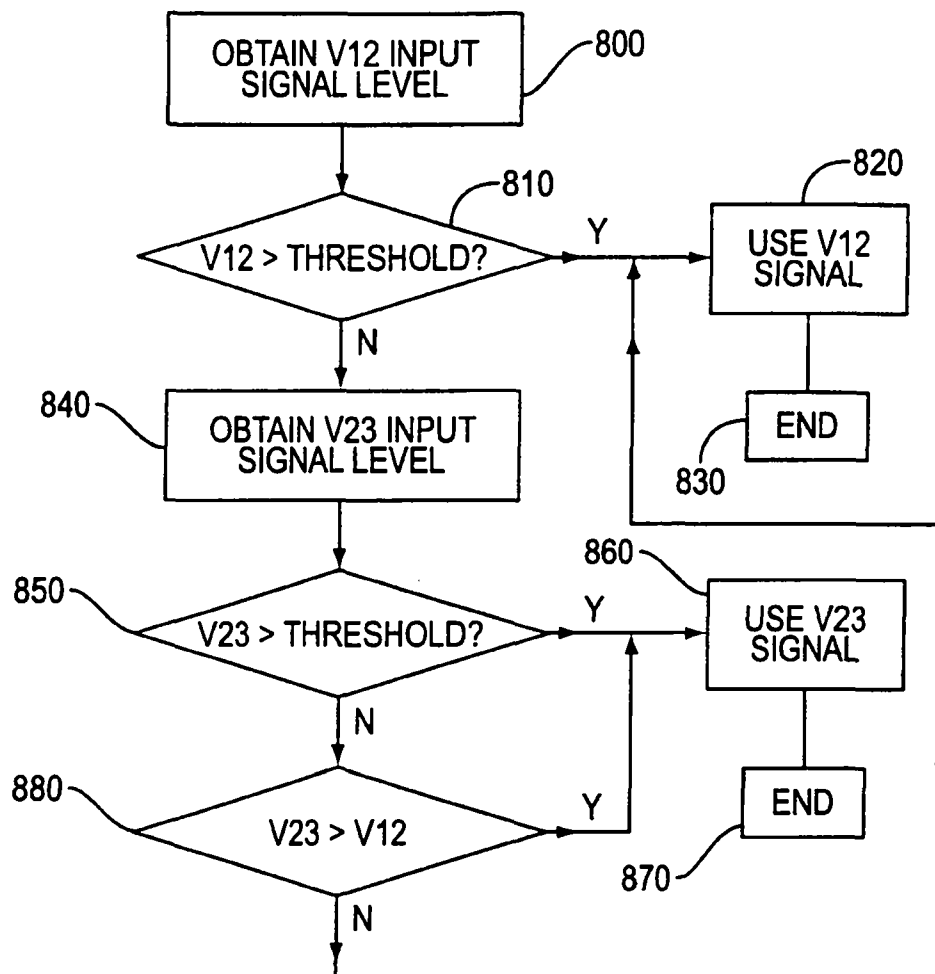 OBTAIN V12 INPUT
SIGNAL LEVEL
800
810
V12 > THRESHOLD?
Y
820
USE V12
SIGNAL
N
END
830
840
OBTAIN V23 INPUT
SIGNAL LEVEL
850
V23 > THRESHOLD?
Y
860
USE V23
SIGNAL
N
END
870
880
V23 > V12
Y
N